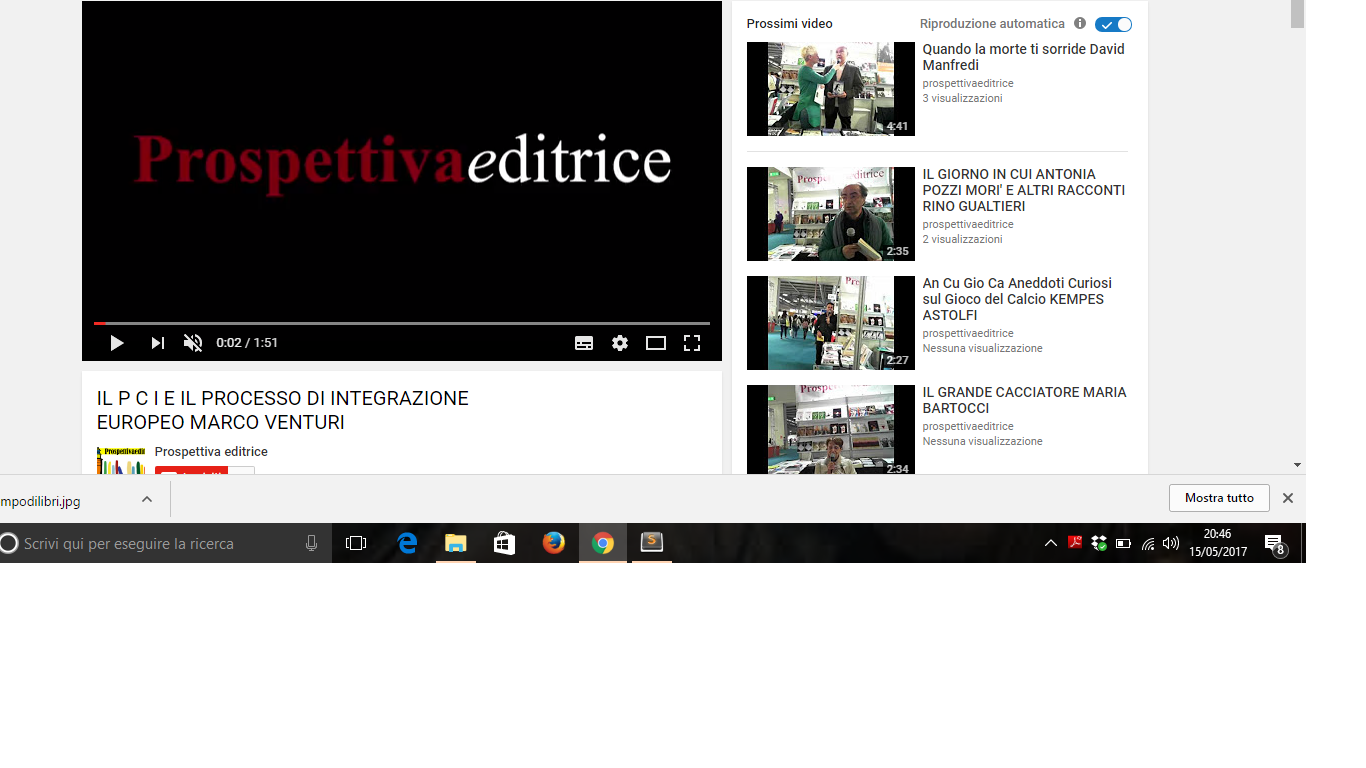 Prospettivaeditrice
0:02 / 1:51
IL P C I E IL PROCESSO DI INTEGRAZIONE
EUROPEO MARCO VENTURI
Prospettiva editrice
Prossimi video
Riproduzione automatica
Quando la morte ti sorride David
Manfredi
prospettivaeditrice
3 visualizzazioni
4:41
IL GIORNO IN CUI ANTONIA
POZZI MORI' E ALTRI RACCONTI
RINO GUALTIERI
prospettivaeditrice
2 visualizzazioni
2:35
An Cu Gio Ca Aneddoti Curiosi
sul Gioco del Calcio KEMPES
ASTOLFI
prospettivaeditrice
Nessuna visualizzazione
2:27
IL GRANDE CACCIATORE MARIA
BARTOCCI
prospettivaeditrice
Nessuna visualizzazione
2:34
mpodilibri.jpg
Mostra tutto
Scrivi qui per eseguire la ricerca
20:46
15/05/2017
8